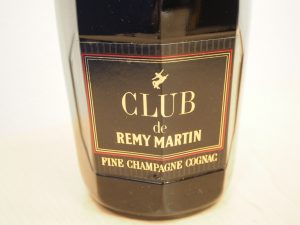 CLUB
de
REMY MARTIN
FINE CHAMPAGNE COGNAC